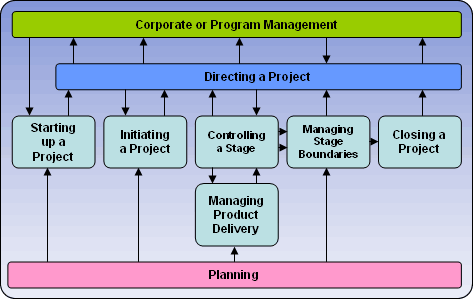 Corporate or Program Management
Directing a Project
Starting
up a
Project
Initiating
a Project
Controlling
a Stage
Managing
Stage
Boundaries
Closing a
Project
Managing
Product
Delivery
Planning